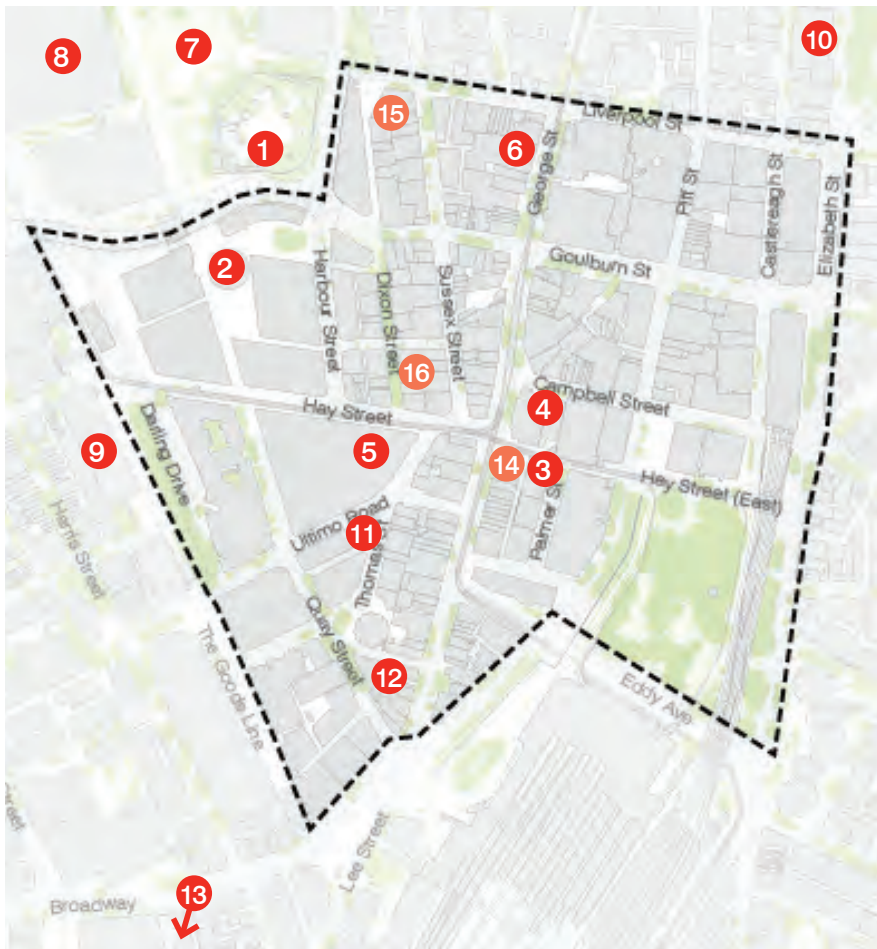 8
7
10
15
1
6
Liverpool St
George St
Pitt St
Castlereagh St
Elizabeth St
2
Goulburn St
Harbour Street
Dixon Street
Sussex Street
16
Campbell Street
4
Hay Street
9
Darling Drive
5
14
3
Hay Street (East)
Harris Street
Ultimo Road
11
Palmer St
Quay Street
The Goods Line
12
Eddy Ave
Lee Street
13
Broadway